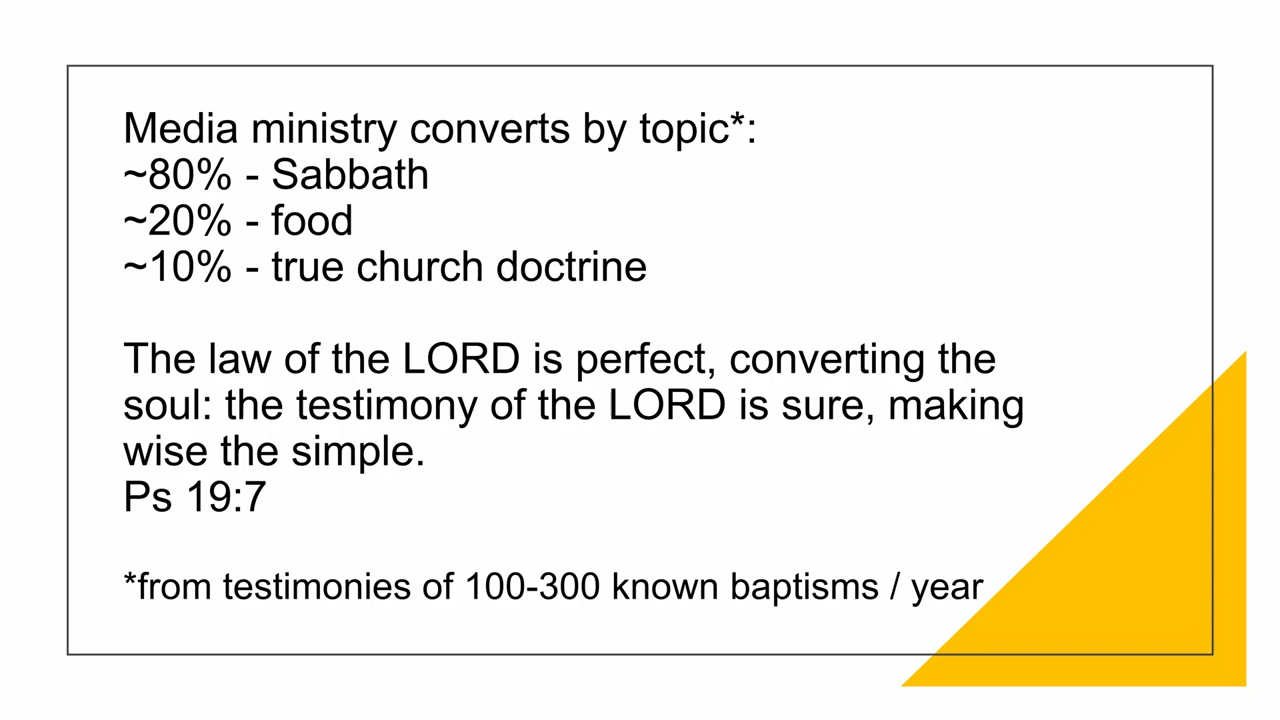 Media ministry converts by topic*:
~80% - Sabbath
~20% - food
~10% - true church doctrine
The law of the LORD is perfect, converting the
soul: the testimony of the LORD is sure, making
wise the simple.
Ps 19:7
*from testimonies of 100-300 known baptisms / year